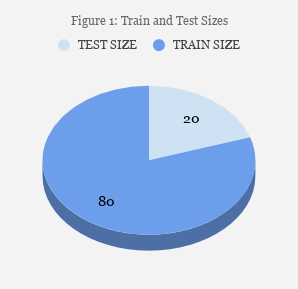 Figure 1: Train and Test Sizes
TEST SIZE TRAIN SIZE
20
80